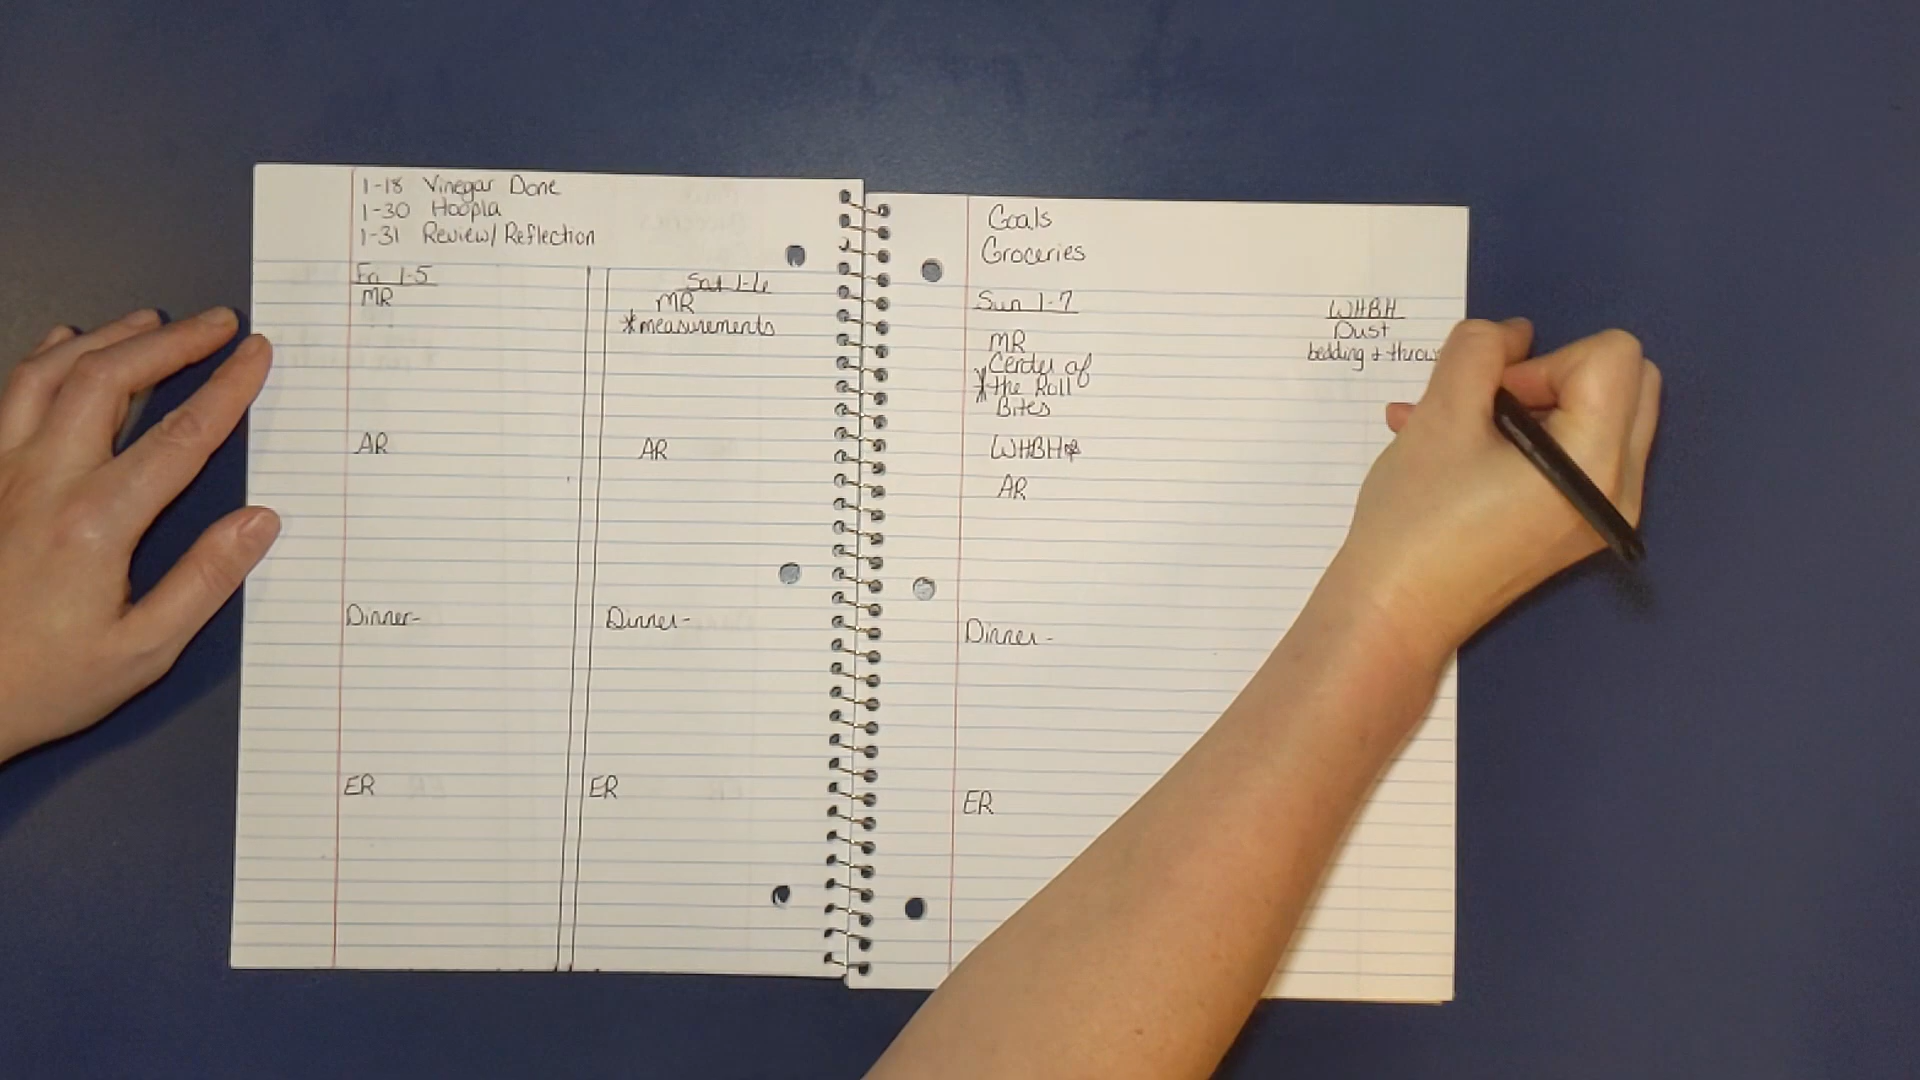 1-18 Vinegar Done
1-30 Hoopla
1-31 Review/Reflection
Fri 1-5
MR
AR
Dinner-
ER
Sat 1-6
MR
*measurements
AR
Dinner-
ER
Goals
Groceries
Sun 1-7
MR
Center of
*the Roll
Bites
WHBH*
AR
Dinner-
ER
WHBH
Dust
bedding + throws